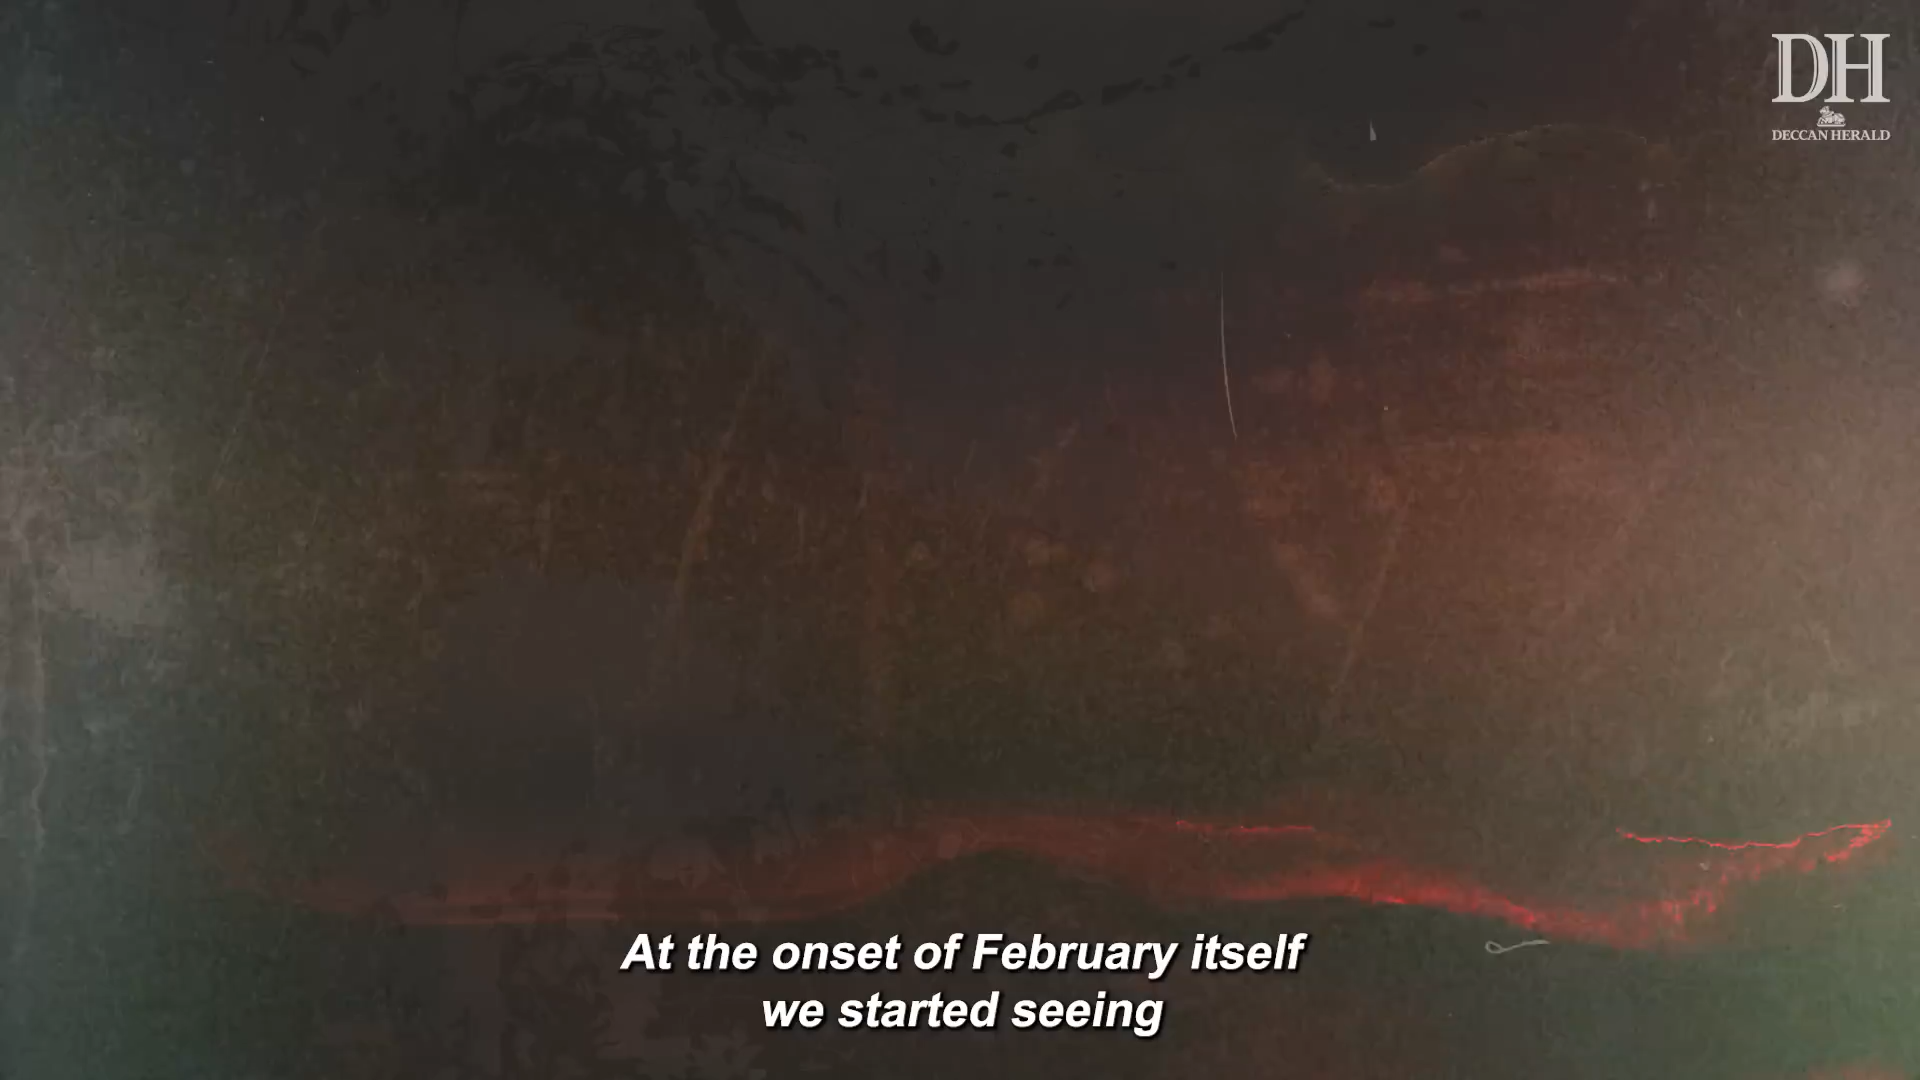 DH
DECCAN HERALD
At the onset of February itself
we started seeing